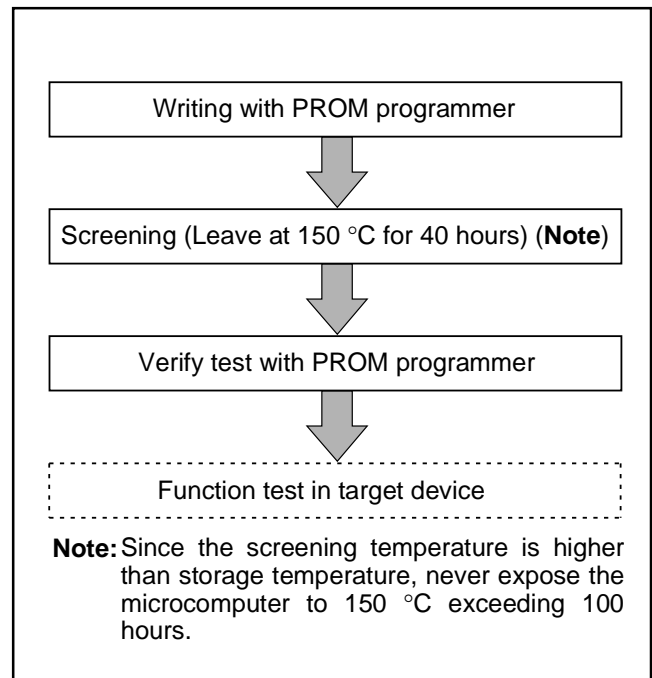 Writing with PROM programmer
Screening (Leave at 150 °C for 40 hours) (Note)
Verify test with PROM programmer
Function test in target device
Note: Since the screening temperature is higher
than storage temperature, never expose the
microcomputer to 150 °C exceeding 100
hours.